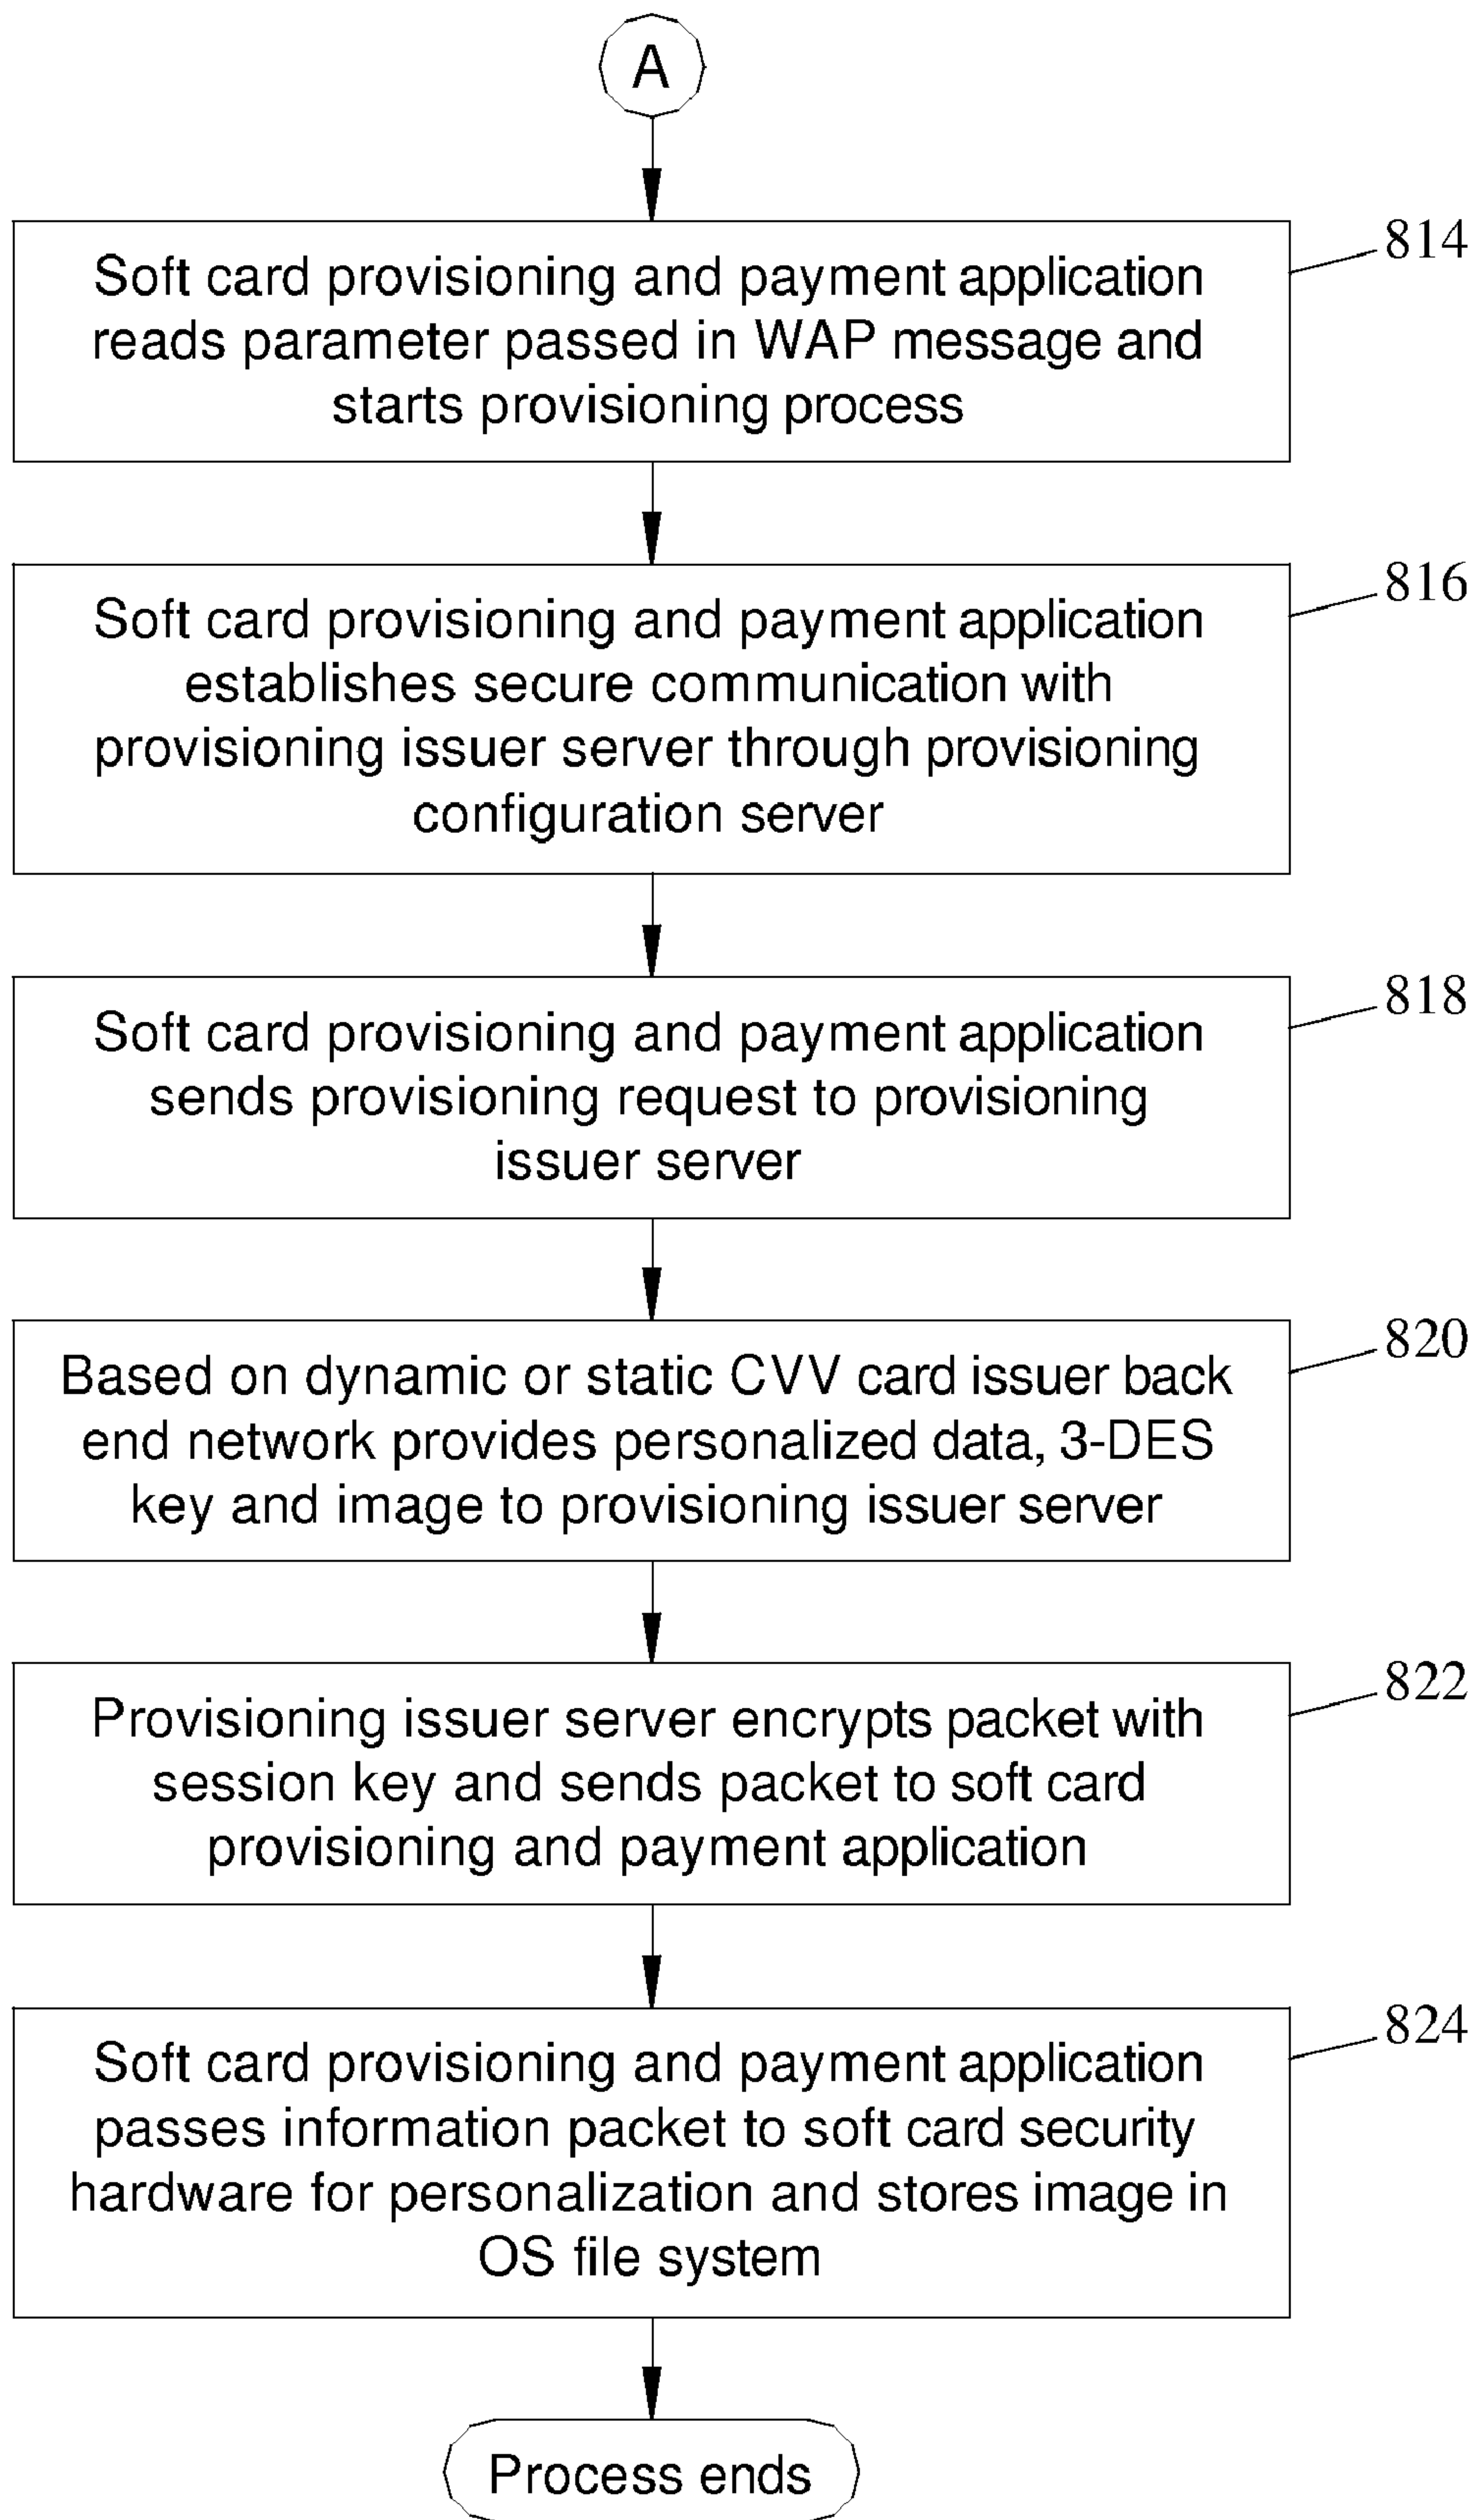 A
814
Soft card provisioning and payment application
reads parameter passed in WAP message and
starts provisioning process
816
Soft card provisioning and payment application
establishes secure communication with
provisioning issuer server through provisioning
configuration server
818
Soft card provisioning and payment application
sends provisioning request to provisioning
issuer server
820
Based on dynamic or static CVV card issuer back
end network provides personalized data, 3-DES
key and image to provisioning issuer server
822
Provisioning issuer server encrypts packet with
session key and sends packet to soft card
provisioning and payment application
824
Soft card provisioning and payment application
passes information packet to soft card security
hardware for personalization and stores image in
OS file system
Process ends